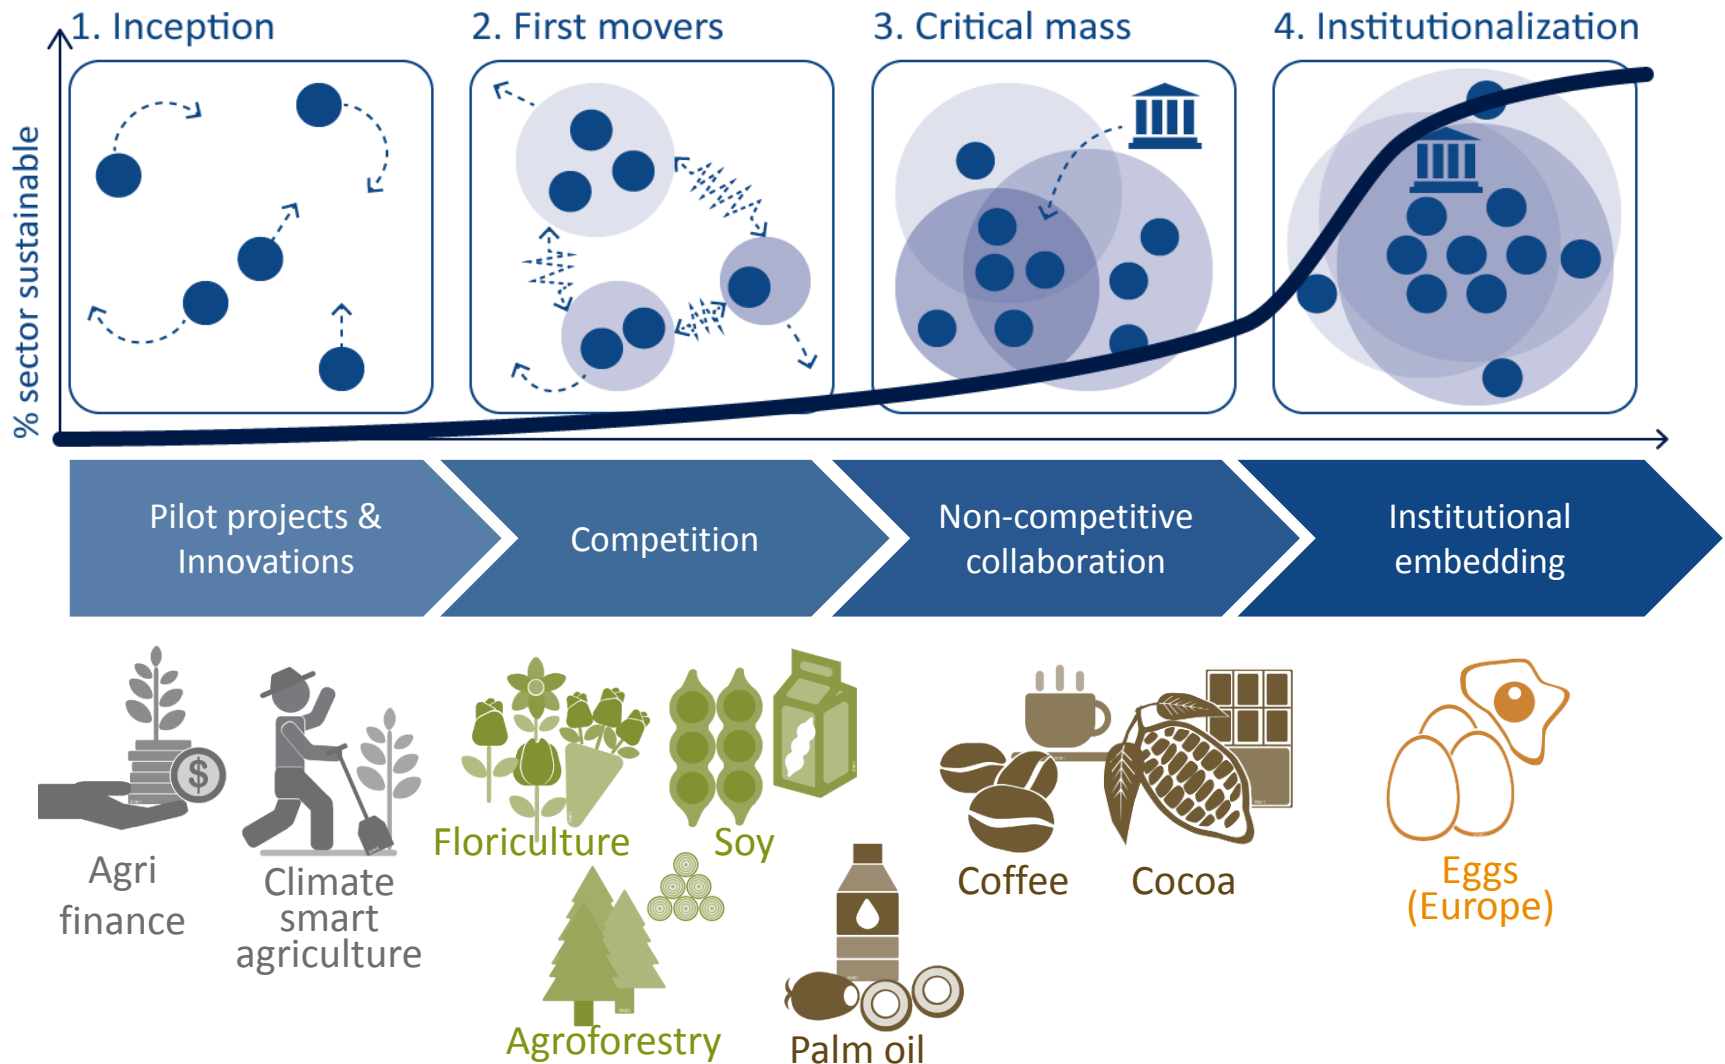 1. Inception
2. First movers
3. Critical mass
4. Institutionalization
% sector sustainable
Pilot projects &
Innovations
Competition
Non-competitive
collaboration
Institutional
embedding
$
Agri
finance
Climate
smart
agriculture
Floriculture
Soy
Agroforestry
Palm oil
Coffee
Cocoa
Eggs
(Europe)